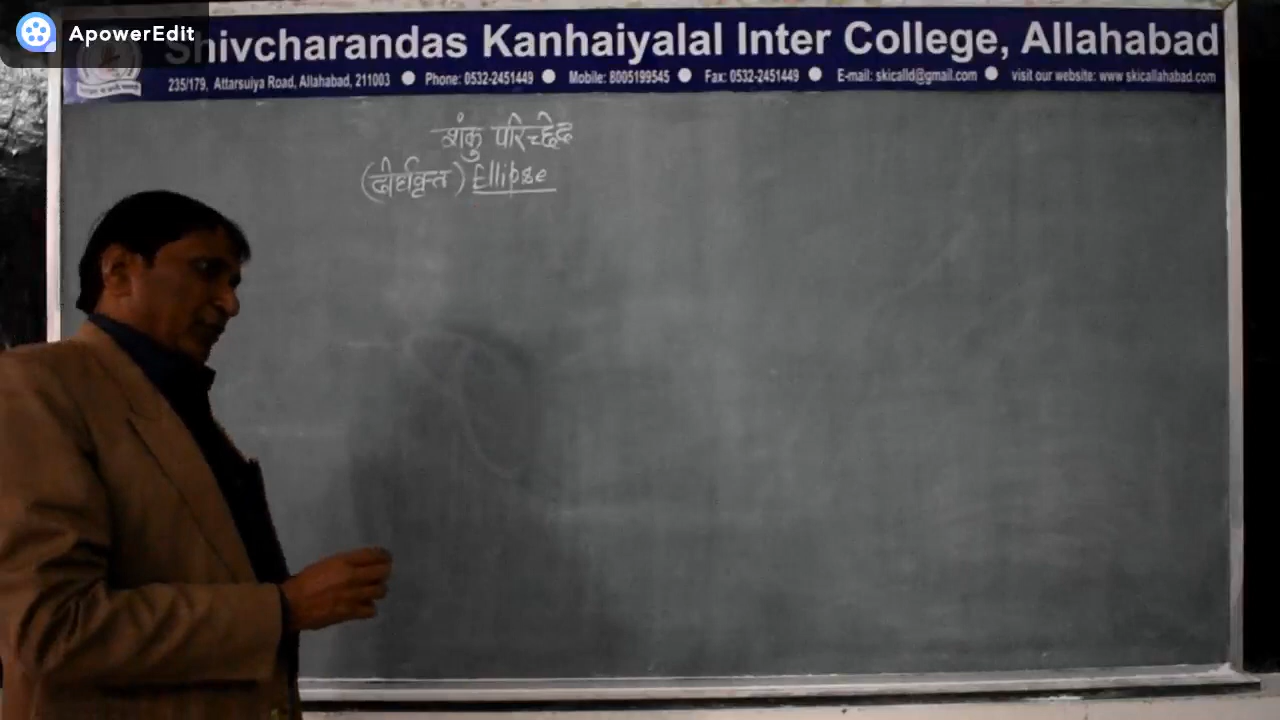 ApowerEdit
Shivcharandas Kanhaiyalal Inter College, Allahabad
235/179, Attarsuiya Road, Allahabad, 211003 ● Phone: 0532-2451449 ● Mobile: 8005199545 ● Fax: 0532-2451449 ● E-mail: skicalld@gmail.com ● visit our website: www.skicallahabad.com
शंकु परिच्छेद
(दीर्घवृत्त) Ellipse